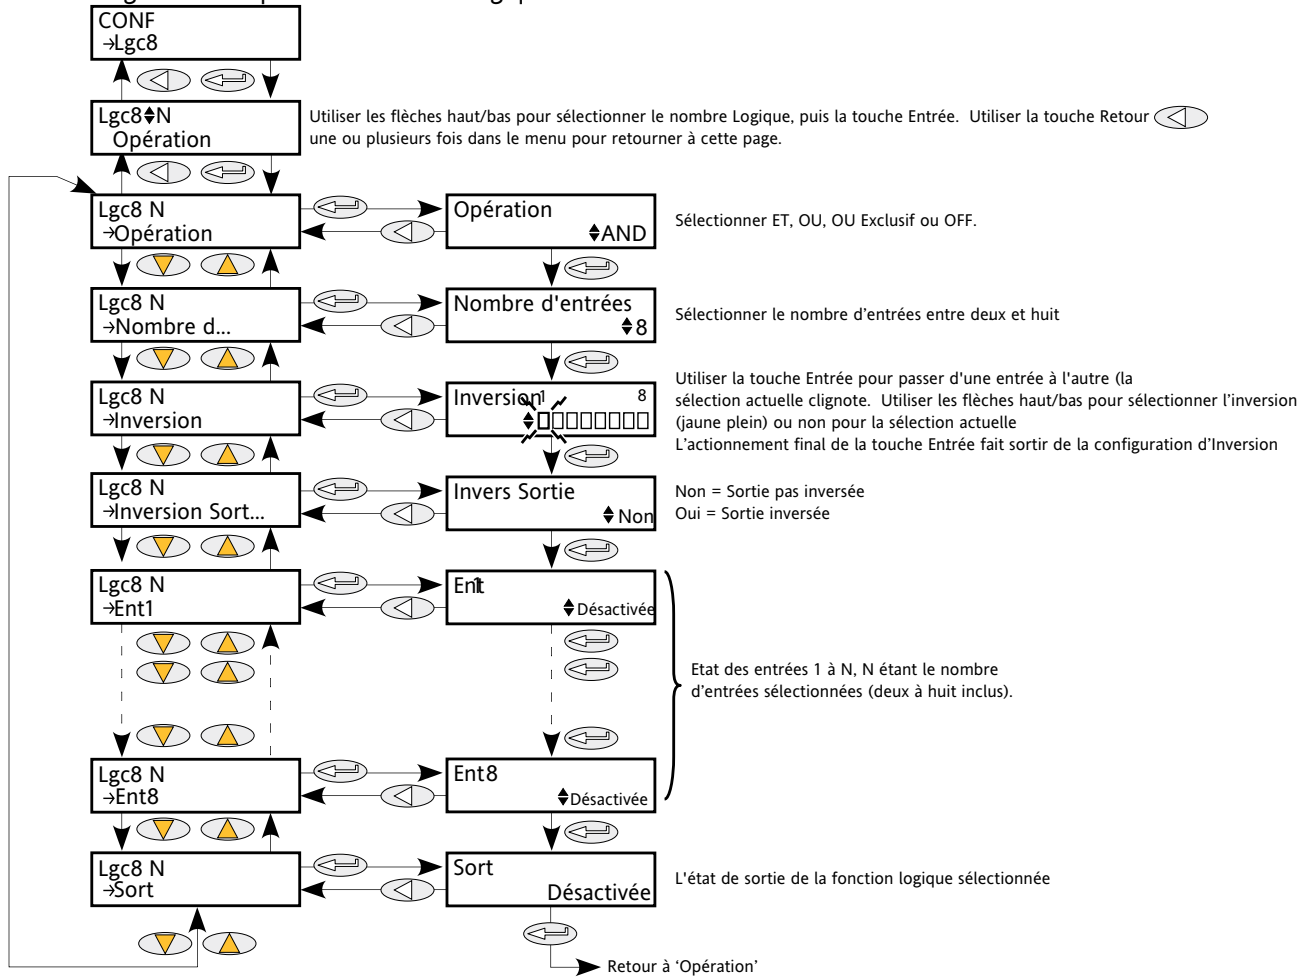 CONF
→Lgc8
Lgc8♦N
Opération
Utiliser les flèches haut/bas pour sélectionner le nombre Logique, puis la touche Entrée. Utiliser la touche Retour
une ou plusieurs fois dans le menu pour retourner à cette page.
Lgc8 N
→Opération
Opération
♦AND
Sélectionner ET, OU, OU Exclusif ou OFF.
Lgc8 N
→Nombre d...
Nombre d'entrées
♦8
Sélectionner le nombre d'entrées entre deux et huit
Lgc8 N
→Inversion
Inversion 1 8
Utiliser la touche Entrée pour passer d'une entrée à l'autre (la
sélection actuelle clignote. Utiliser les flèches haut/bas pour sélectionner l'inversion
(jaune plein) ou non pour la sélection actuelle
L'actionnement final de la touche Entrée fait sortir de la configuration d'Inversion
Lgc8 N
→Inversion Sort...
Invers Sortie
♦Non
Non = Sortie pas inversée
Oui = Sortie inversée
Lgc8 N
→Ent1
Ent1
♦Désactivée
Etat des entrées 1 à N, N étant le nombre
d'entrées sélectionnées (deux à huit inclus).
Lgc8 N
→Ent8
Ent8
♦Désactivée
Lgc8 N
→Sort
Sort
Désactivée
L'état de sortie de la fonction logique sélectionnée
Retour à 'Opération'